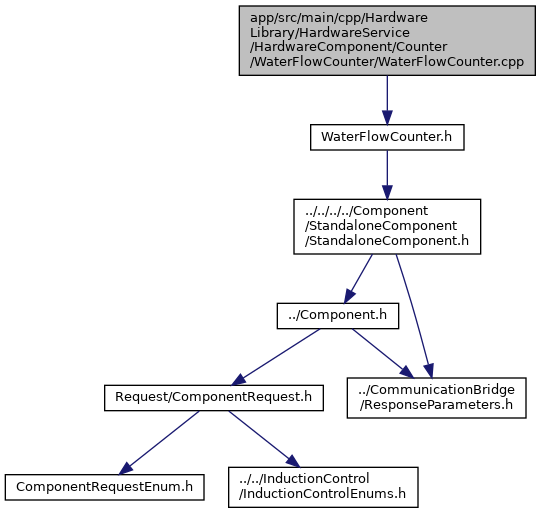 app/src/main/cpp/Hardware
Library/HardwareService
/HardwareComponent/Counter
/WaterFlowCounter/WaterFlowCounter.cpp
WaterFlowCounter.h
../../../../Component
/StandaloneComponent
/StandaloneComponent.h
../Component.h
Request/ComponentRequest.h
../CommunicationBridge
/ResponseParameters.h
ComponentRequestEnum.h
../../InductionControl
/InductionControlEnums.h